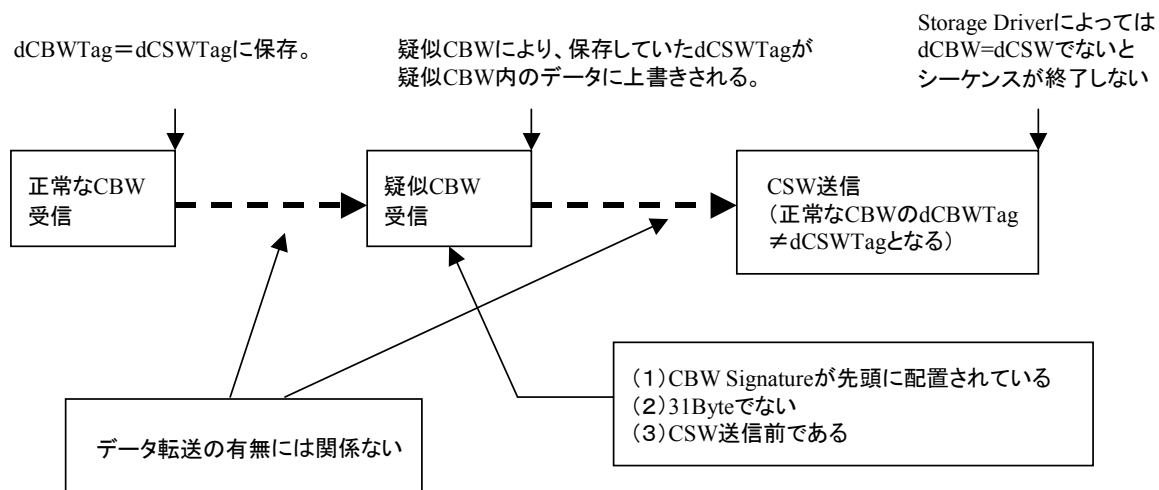 dCBWTag＝dCSWTagに保存。
疑似CBWにより、保存していたdCSWTagが
疑似CBW内のデータに上書きされる。
Storage Driverによっては
dCBW=dCSWでないと
シーケンスが終了しない
正常なCBW
受信
疑似CBW
受信
CSW送信
（正常なCBWのdCBWTag
≠dCSWTagとなる）
データ転送の有無には関係ない
（１）CBW Signatureが先頭に配置されている
（２）31Byteでない
（３）CSW送信前である